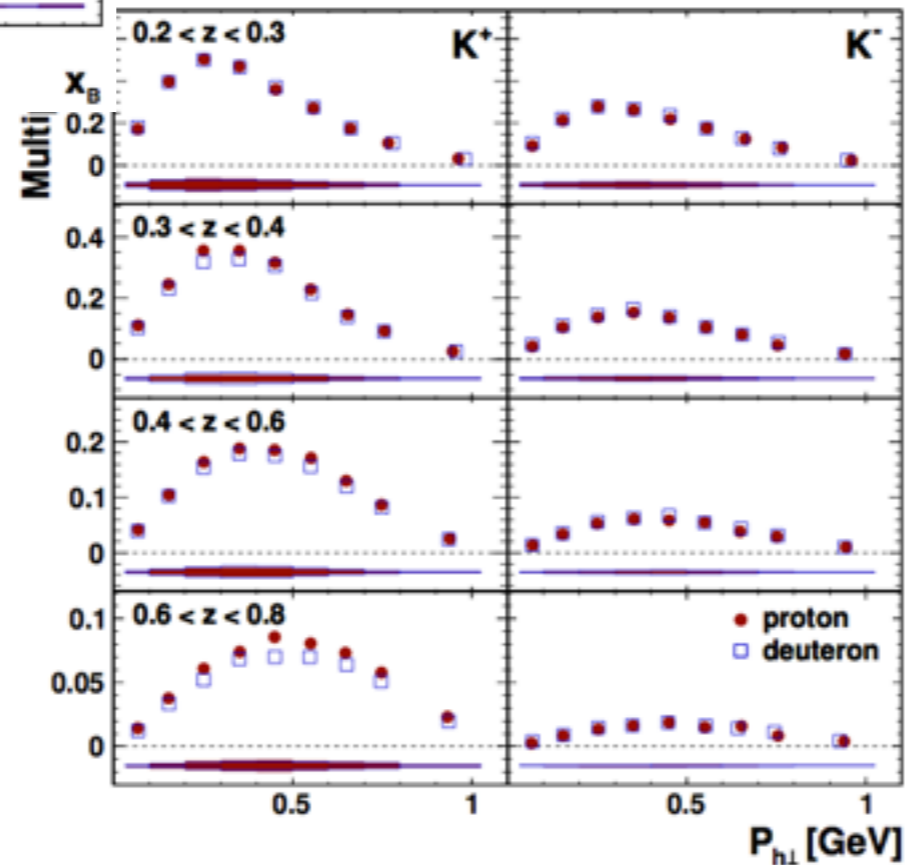 0.2 < z < 0.3
K+
K-
xB
Multi
0.2
0
0.3 < z < 0.4
0.4
0.2
0
0.4 < z < 0.6
0.2
0.1
0
0.6 < z < 0.8
0.1
0.05
0
proton
deuteron
0.5
1
0.5
1
Ph⊥ [GeV]